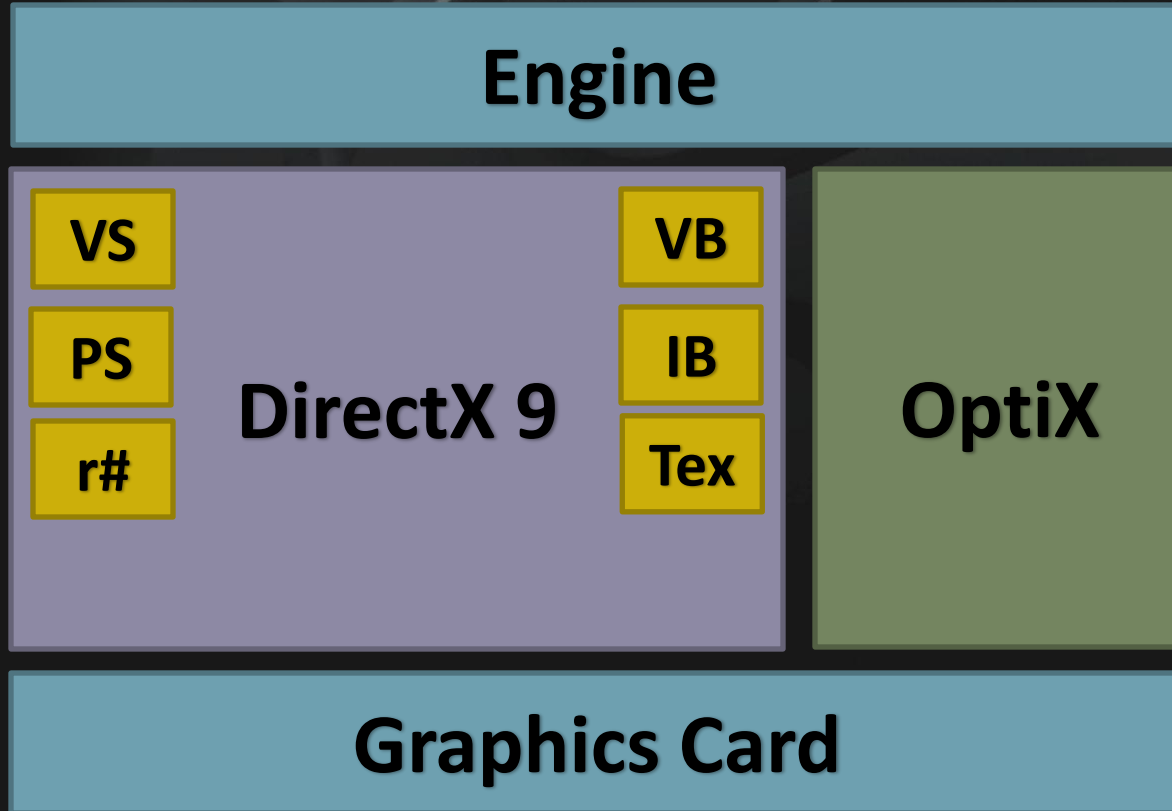 Engine
VS
VB
PS
IB
DirectX 9
OptiX
r#
Tex
Graphics Card